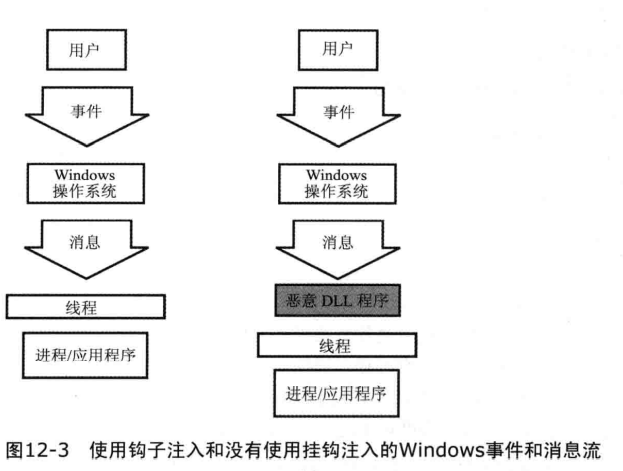 用户
事件
Windows
操作系统
消息
线程
进程/应用程序
用户
事件
Windows
操作系统
消息
恶意 DLL 程序
线程
进程/应用程序
图12-3 使用钩子注入和没有使用挂钩注入的Windows事件和消息流